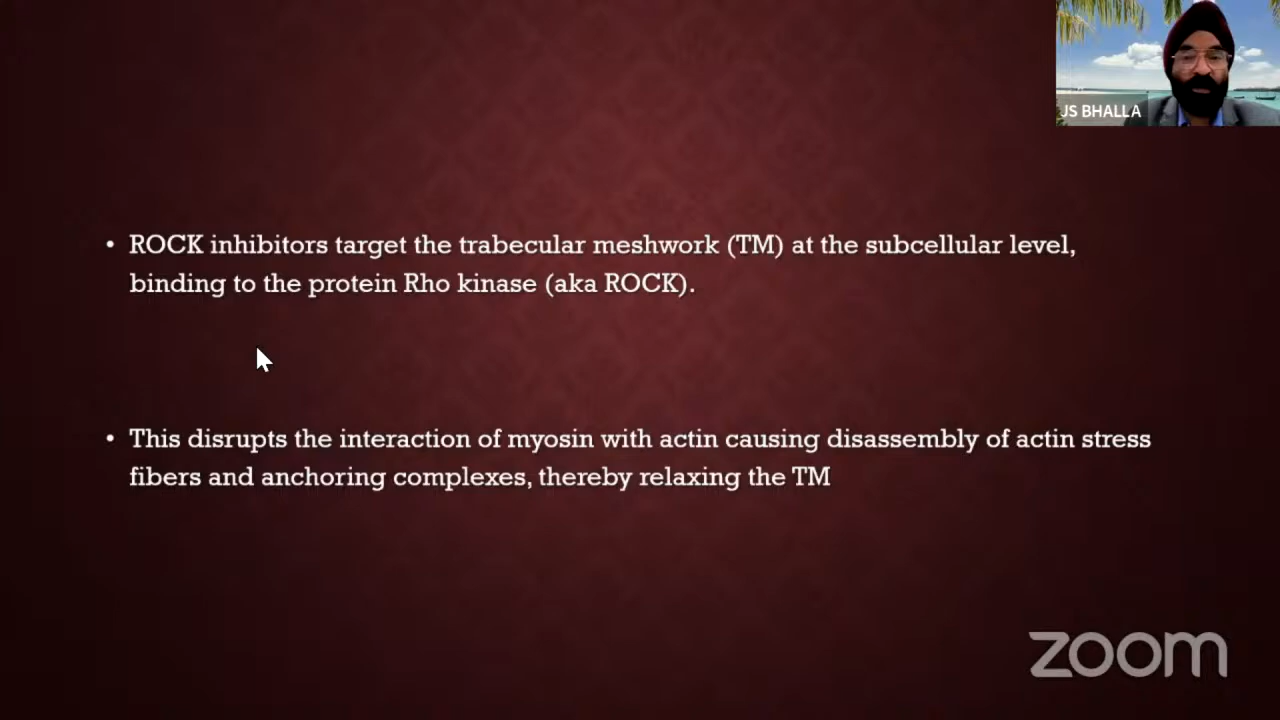 JS BHALLA
• ROCK inhibitors target the trabecular meshwork (TM) at the subcellular level,
binding to the protein Rho kinase (aka ROCK).
• This disrupts the interaction of myosin with actin causing disassembly of actin stress
fibers and anchoring complexes, thereby relaxing the TM
zoom